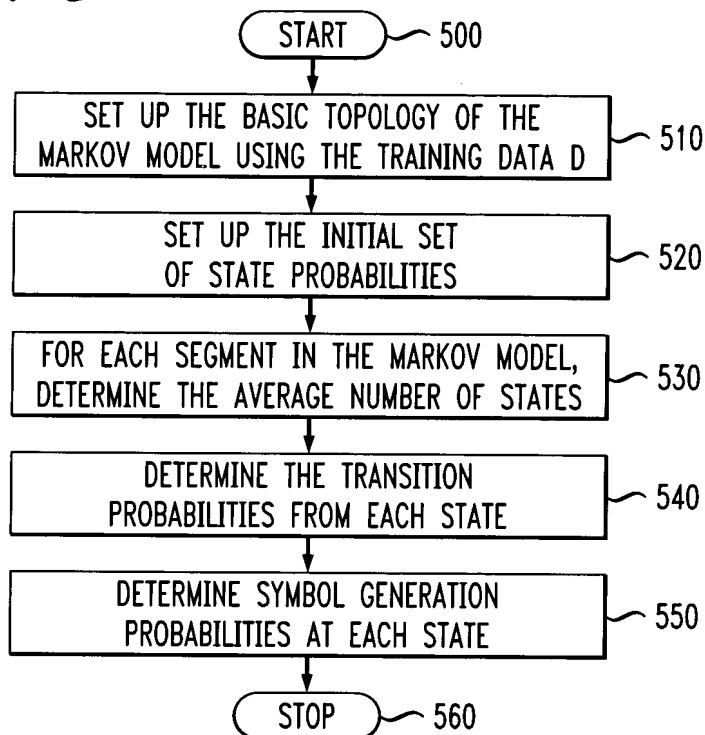 START
500
SET UP THE BASIC TOPOLOGY OF THE
MARKOV MODEL USING THE TRAINING DATA D
510
SET UP THE INITIAL SET
OF STATE PROBABILITIES
520
FOR EACH SEGMENT IN THE MARKOV MODEL,
DETERMINE THE AVERAGE NUMBER OF STATES
530
DETERMINE THE TRANSITION
PROBABILITIES FROM EACH STATE
540
DETERMINE SYMBOL GENERATION
PROBABILITIES AT EACH STATE
550
STOP
560